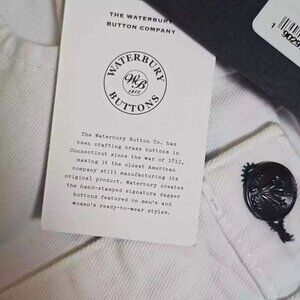 THE WATERBURY
BUTTON COMPANY
WATERBURY
WB
1812
BUTTONS
The Waterbury Button Co. has
been crafting brass buttons in
Connecticut since the war of 1812,
making it the oldest American
company still manufacturing its
original product. Waterbury creates
the hand-stamped signature dagger
buttons featured on men's and
women's ready-to-wear styles.